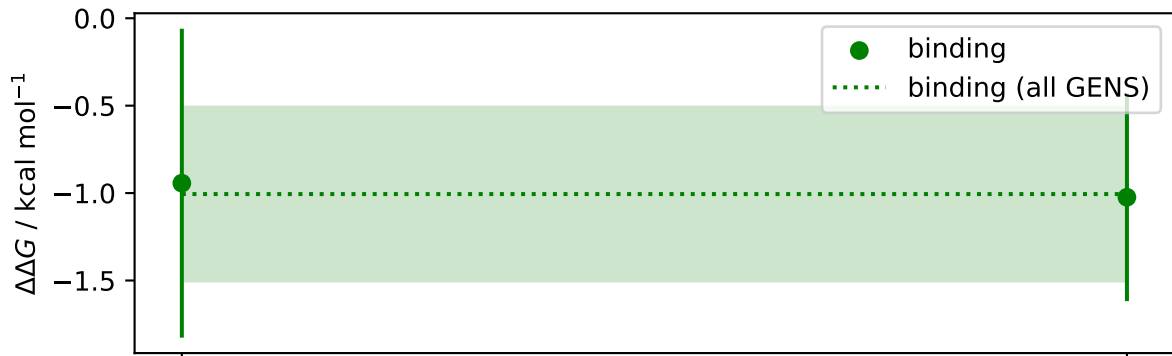 0.0
−0.5
−1.0
−1.5
ΔΔG / kcal mol⁻¹
binding
binding (all GENS)